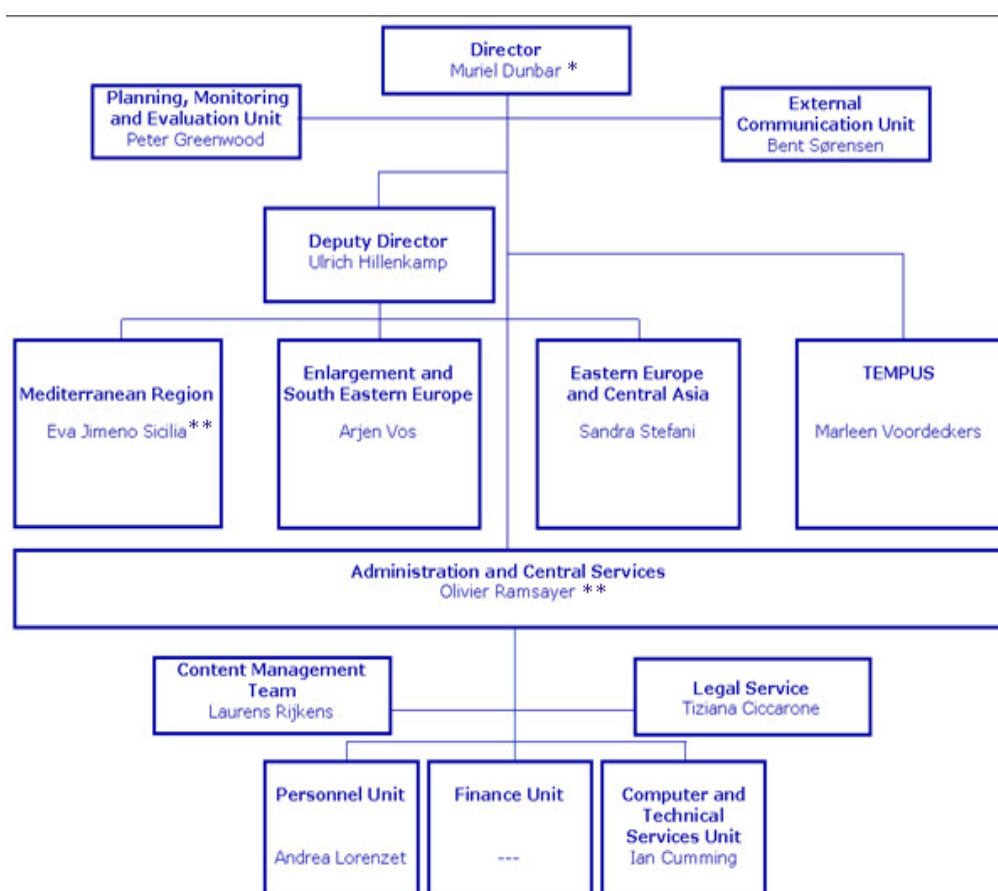 Director
Muriel Dunbar *
Planning, Monitoring
and Evaluation Unit
Peter Greenwood
External
Communication Unit
Bent Sørensen
Deputy Director
Ulrich Hillenkamp
Mediterranean Region
Eva Jimeno Sicilia**
Enlargement and
South Eastern Europe
Arjen Vos
Eastern Europe
and Central Asia
Sandra Stefani
TEMPUS
Marleen Voordeckers
Administration and Central Services
Olivier Ramsayer **
Content Management
Team
Laurens Rijkens
Legal Service
Tiziana Ciccarone
Personnel Unit
Andrea Lorenzet
Finance Unit
---
Computer and
Technical
Services Unit
Ian Cumming